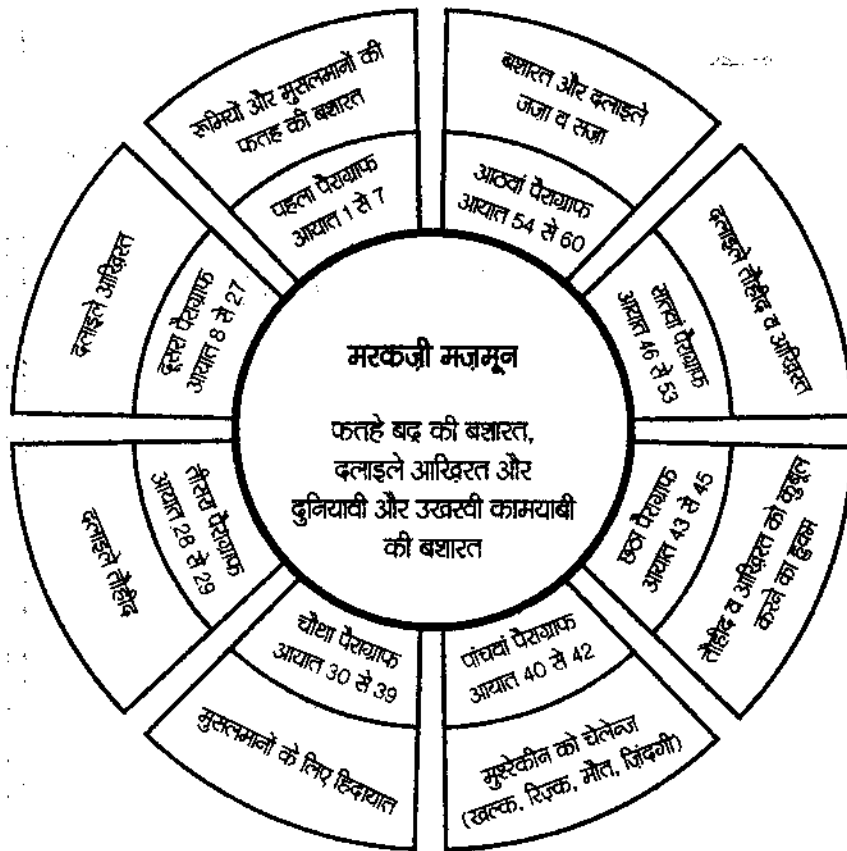 मरकज़ी मज़मून
फतहे बद्र की बशारत,
दलाइले आख़िरत और
दुनियावी और उखरवी कामयाबी
की बशारत
रुमियों और मुसलमानों की
फतह की बशारत
पहला पैराग्राफ
आयात 1 से 7
दलाइले आख़िरत
दूसरा पैराग्राफ
आयात 8 से 27
दलाइले तौहीद
तीसरा पैराग्राफ
आयात 28 से 29
चौथा पैराग्राफ
आयात 30 से 39
मुसलमानों के लिए हिदायात
पांचवां पैराग्राफ
आयात 40 से 42
मुश्रेकीन को चेलेन्ज
(खल्क, रिज़्क, मौत, ज़िंदगी)
छठा पैराग्राफ
आयात 43 से 45
तौहीद व आख़िरत को कुबूल
करने का हुक्म
सातवां पैराग्राफ
आयात 46 से 53
दलाइले तौहीद व आख़िरत
बशारत और दलाइले
जज़ा व सज़ा
आठवां पैराग्राफ
आयात 54 से 60